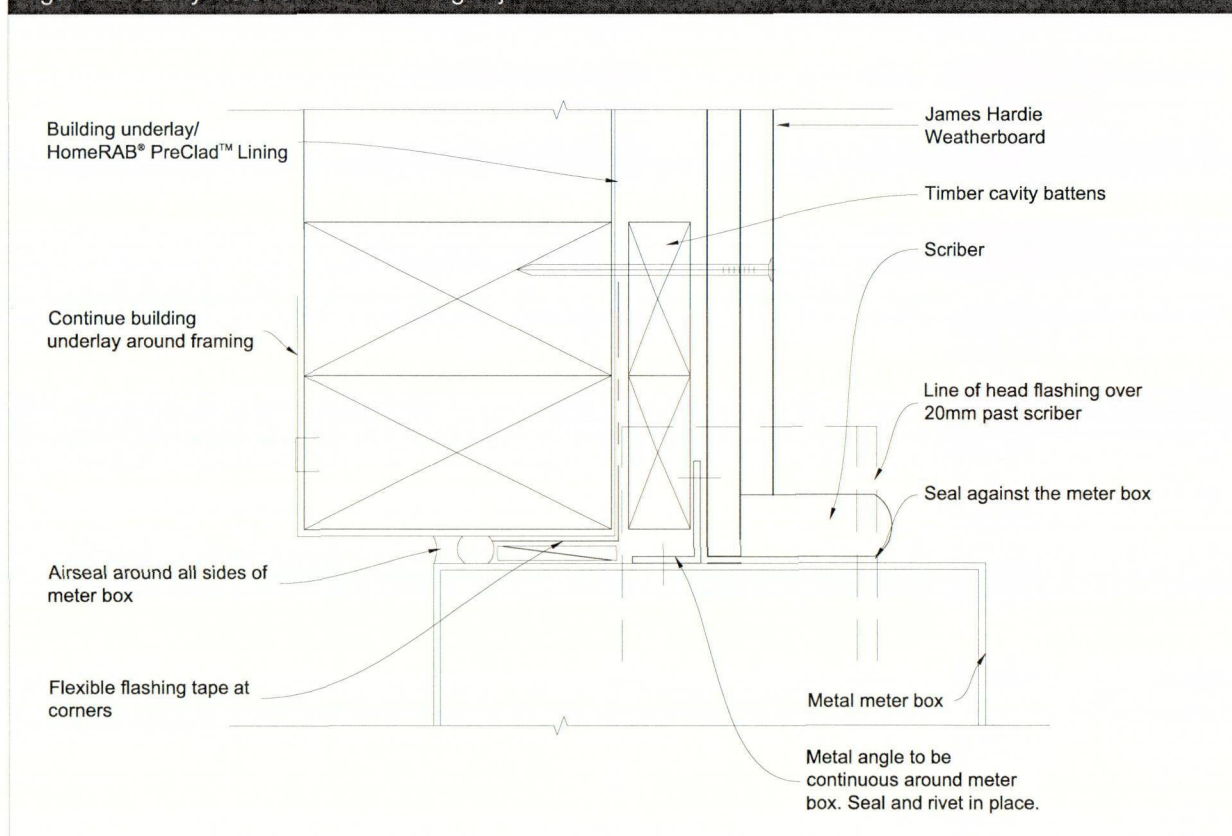 Building underlay/
HomeRAB® PreClad™ Lining
Continue building
underlay around framing
Airseal around all sides of
meter box
Flexible flashing tape at
corners
James Hardie
Weatherboard
Timber cavity battens
Scriber
Line of head flashing over
20mm past scriber
Seal against the meter box
Metal meter box
Metal angle to be
continuous around meter
box. Seal and rivet in place.